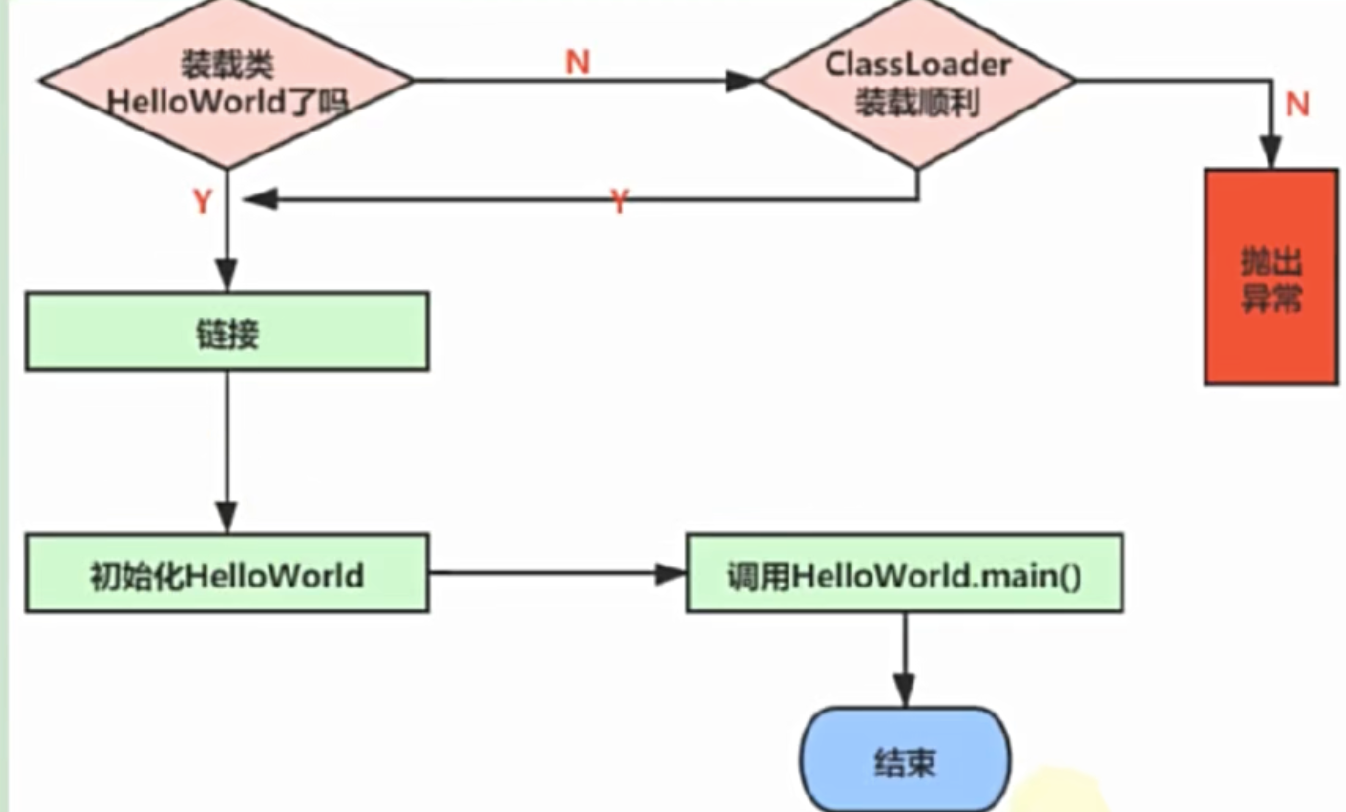 装载类
HelloWorld了吗
N
ClassLoader
装载顺利
N
Y
Y
抛出
异常
链接
初始化HelloWorld
调用HelloWorld.main()
结束